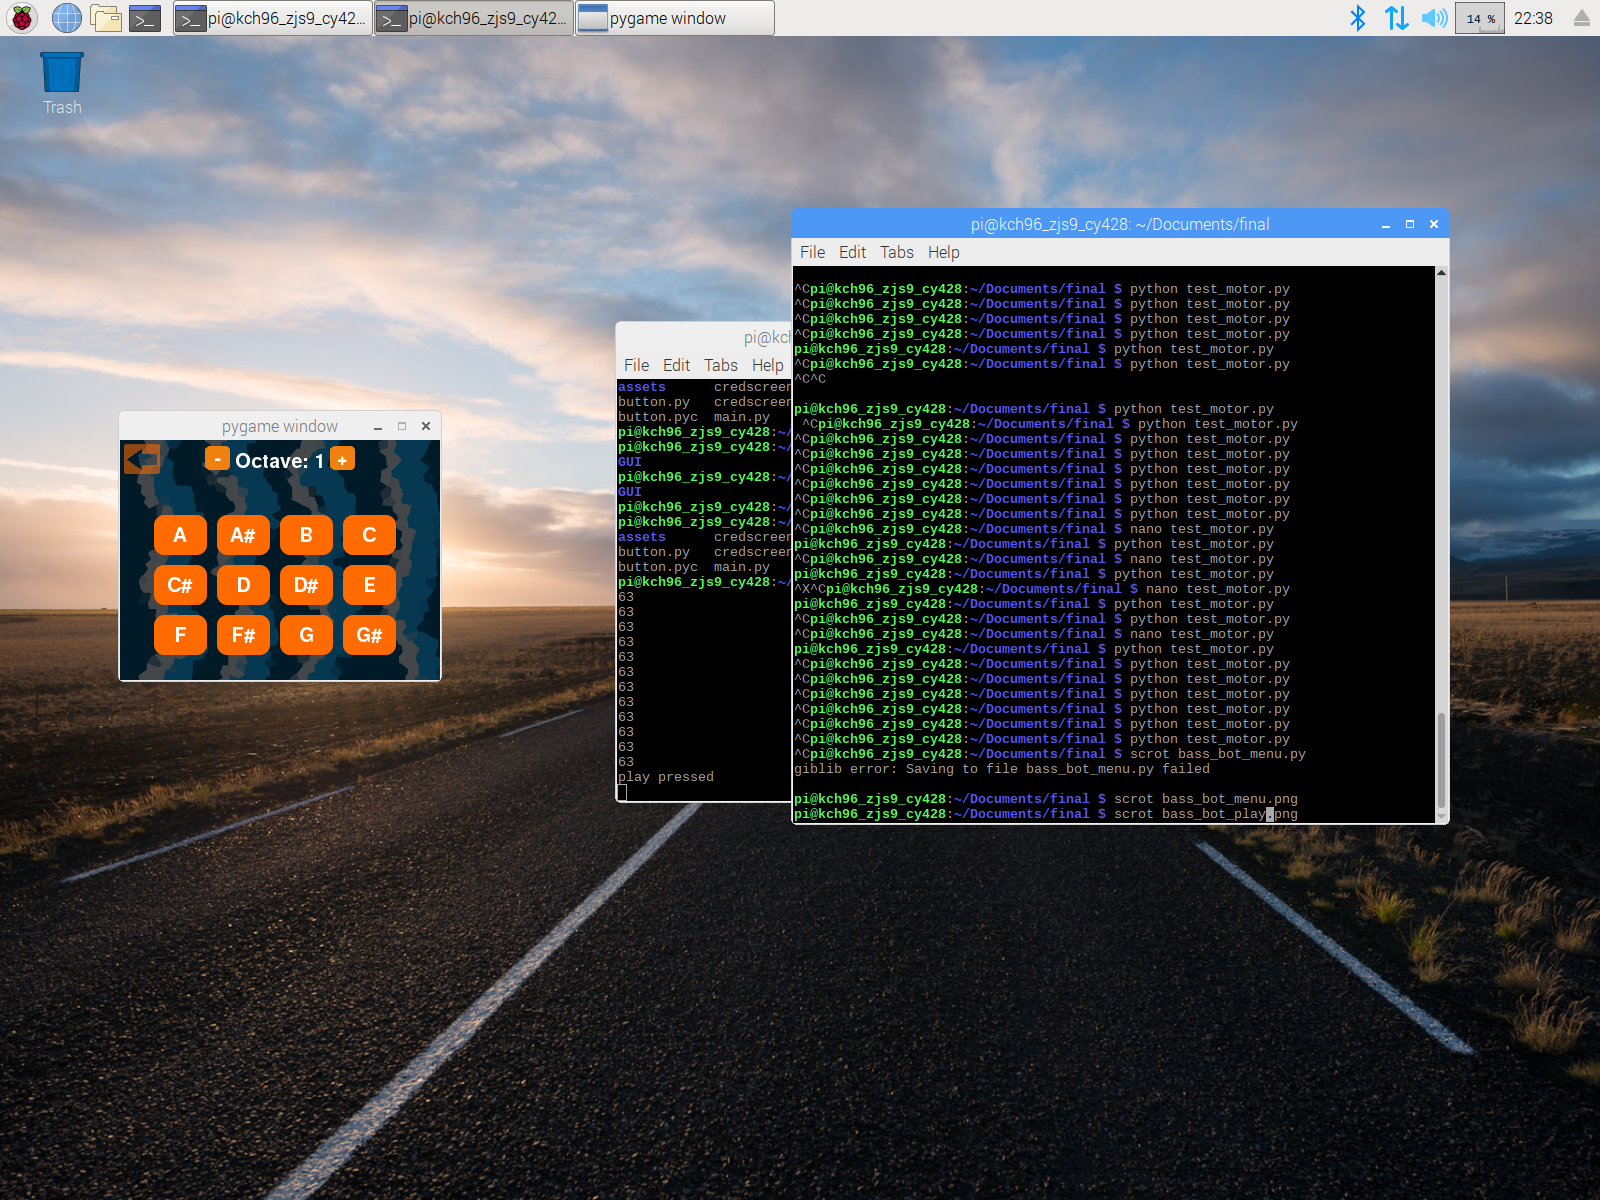 pi@kch96_zjs9_cy42...
pi@kch96_zjs9_cy42...
pygame window
14 %
22:38
Trash
pi@kch96_zjs9_cy428: ~/Documents/final
File Edit Tabs Help
^Cpi@kch96_zjs9_cy428:~/Documents/final $ python test_motor.py
^Cpi@kch96_zjs9_cy428:~/Documents/final $ python test_motor.py
^Cpi@kch96_zjs9_cy428:~/Documents/final $ python test_motor.py
^Cpi@kch96_zjs9_cy428:~/Documents/final $ python test_motor.py
pi@kch96_zjs9_cy428:~/Documents/final $ python test_motor.py
^Cpi@kch96_zjs9_cy428:~/Documents/final $ python test_motor.py
^C^C
pi@kch96_zjs9_cy428:~/Documents/final $ python test_motor.py
^Cpi@kch96_zjs9_cy428:~/Documents/final $ python test_motor.py
^Cpi@kch96_zjs9_cy428:~/Documents/final $ python test_motor.py
^Cpi@kch96_zjs9_cy428:~/Documents/final $ python test_motor.py
^Cpi@kch96_zjs9_cy428:~/Documents/final $ python test_motor.py
^Cpi@kch96_zjs9_cy428:~/Documents/final $ python test_motor.py
^Cpi@kch96_zjs9_cy428:~/Documents/final $ python test_motor.py
^Cpi@kch96_zjs9_cy428:~/Documents/final $ python test_motor.py
^Cpi@kch96_zjs9_cy428:~/Documents/final $ nano test_motor.py
pi@kch96_zjs9_cy428:~/Documents/final $ python test_motor.py
^Cpi@kch96_zjs9_cy428:~/Documents/final $ nano test_motor.py
pi@kch96_zjs9_cy428:~/Documents/final $ python test_motor.py
^X^Cpi@kch96_zjs9_cy428:~/Documents/final $ nano test_motor.py
pi@kch96_zjs9_cy428:~/Documents/final $ python test_motor.py
^Cpi@kch96_zjs9_cy428:~/Documents/final $ python test_motor.py
^Cpi@kch96_zjs9_cy428:~/Documents/final $ nano test_motor.py
pi@kch96_zjs9_cy428:~/Documents/final $ python test_motor.py
^Cpi@kch96_zjs9_cy428:~/Documents/final $ python test_motor.py
^Cpi@kch96_zjs9_cy428:~/Documents/final $ python test_motor.py
^Cpi@kch96_zjs9_cy428:~/Documents/final $ python test_motor.py
^Cpi@kch96_zjs9_cy428:~/Documents/final $ python test_motor.py
^Cpi@kch96_zjs9_cy428:~/Documents/final $ python test_motor.py
^Cpi@kch96_zjs9_cy428:~/Documents/final $ python test_motor.py
^Cpi@kch96_zjs9_cy428:~/Documents/final $ scrot bass_bot_menu.py
giblib error: Saving to file bass_bot_menu.py failed
pi@kch96_zjs9_cy428:~/Documents/final $ scrot bass_bot_menu.png
pi@kch96_zjs9_cy428:~/Documents/final $ scrot bass_bot_play.png
pi@kch
File Edit Tabs Help
assets credscreen
button.py credscreen
button.pyc main.py
pi@kch96_zjs9_cy428:~/
pi@kch96_zjs9_cy428:~/
GUI
pi@kch96_zjs9_cy428:~/
GUI
pi@kch96_zjs9_cy428:~/
pi@kch96_zjs9_cy428:~/
assets credscreen
button.py credscreen
button.pyc main.py
pi@kch96_zjs9_cy428:~/
63
63
63
63
63
63
63
63
63
63
63
63
play pressed
pygame window
- Octave: 1 +
A A# B C
C# D D# E
F F# G G#